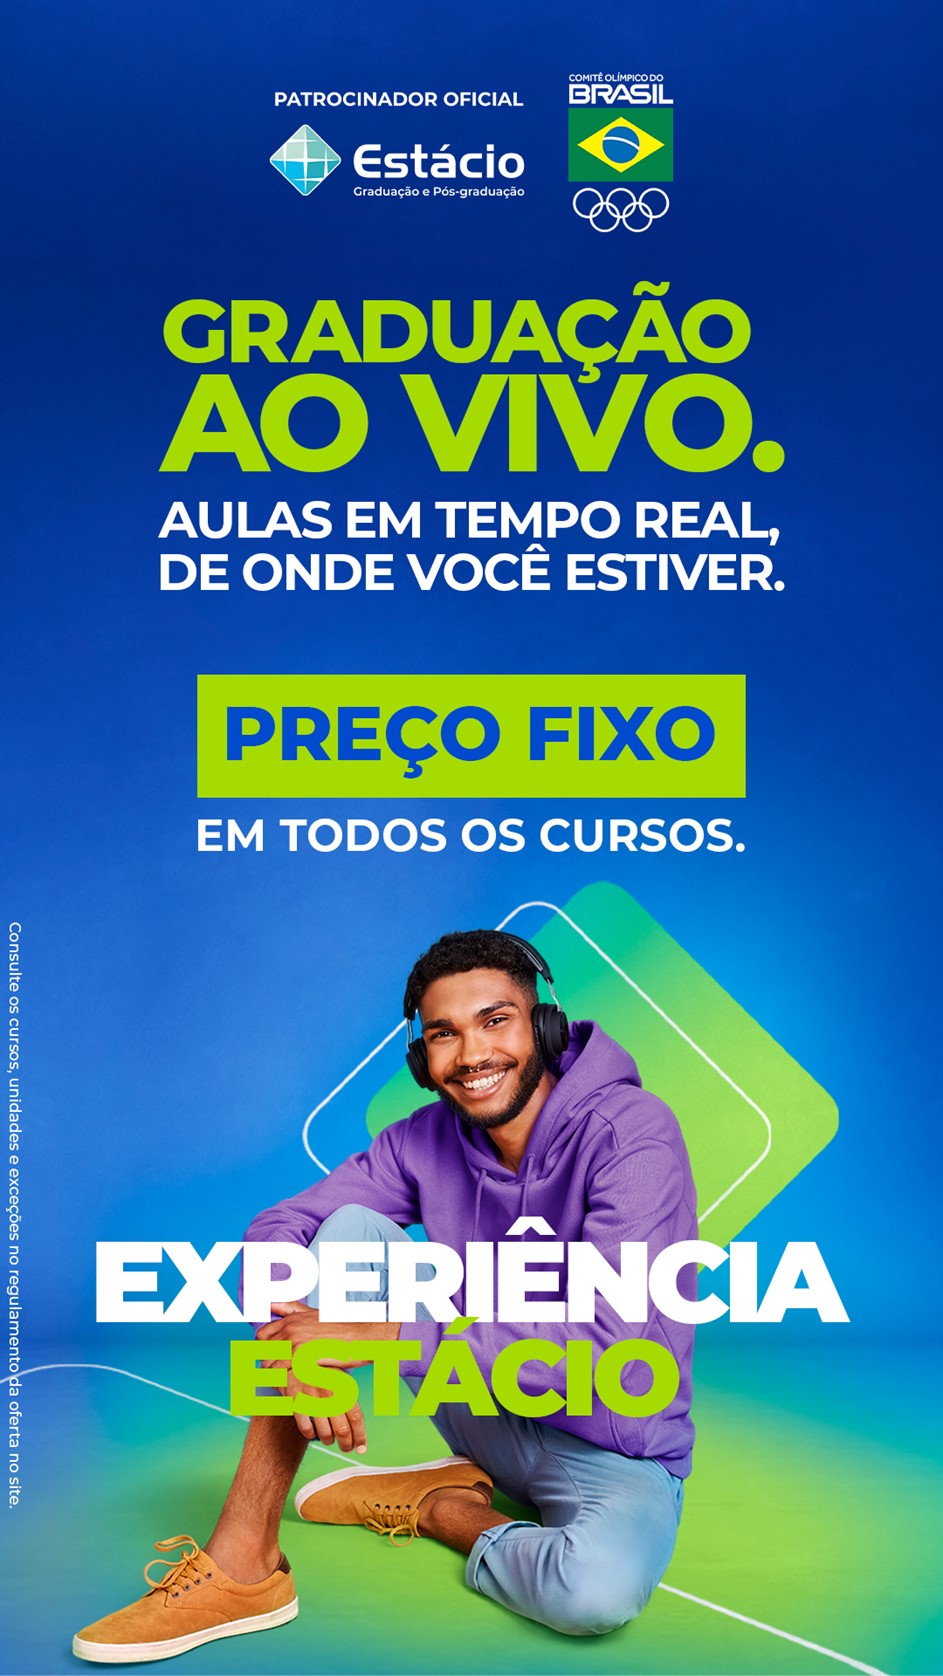 PATROCINADOR OFICIAL
Estácio
Graduação e Pós-graduação
COMITÊ OLÍMPICO DO
BRASIL
GRADUAÇÃO
AO VIVO.
AULAS EM TEMPO REAL,
DE ONDE VOCÊ ESTIVER.
PREÇO FIXO
EM TODOS OS CURSOS.
EXPERIÊNCIA
ESTÁCIO
Consulte os cursos, unidades e exceções no regulamento da oferta no site.